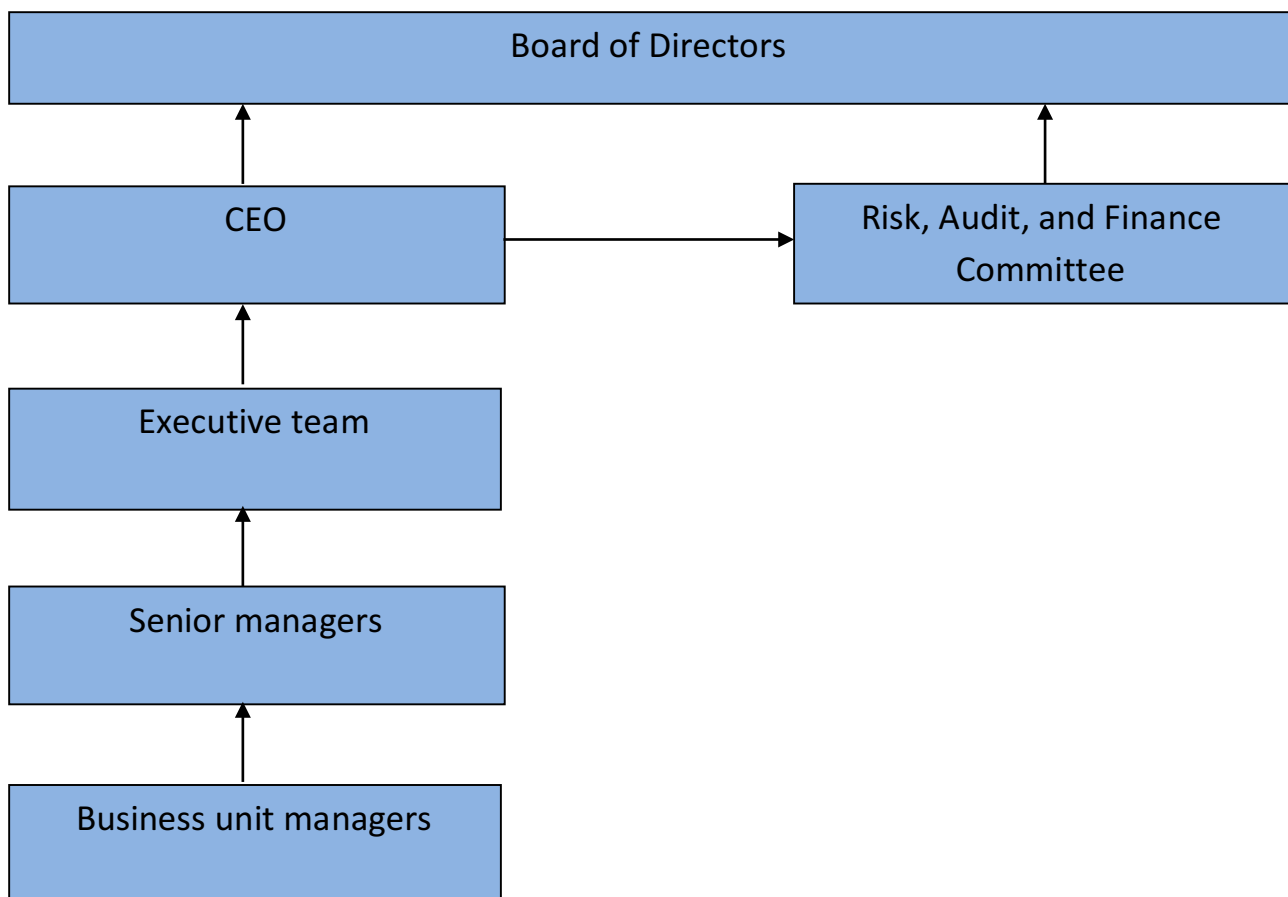 Board of Directors
CEO
Risk, Audit, and Finance
Committee
Executive team
Senior managers
Business unit managers